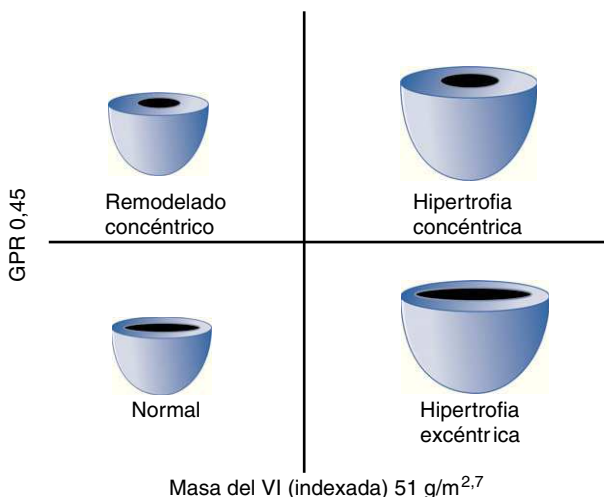 GPR 0,45
Remodelado
concéntrico
Hipertrofia
concéntrica
Normal
Hipertrofia
excéntrica
Masa del VI (indexada) 51 g/m2,7